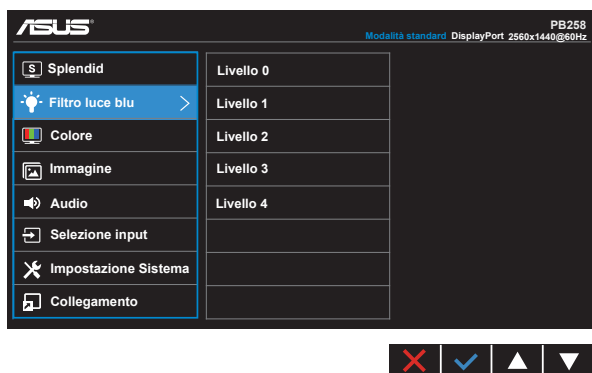 ASUS
PB258
Modalità standard DisplayPort 2560x1440@60Hz
S Splendid
Filtro luce blu
Colore
Immagine
Audio
Selezione input
Impostazione Sistema
Collegamento
Livello 0
Livello 1
Livello 2
Livello 3
Livello 4